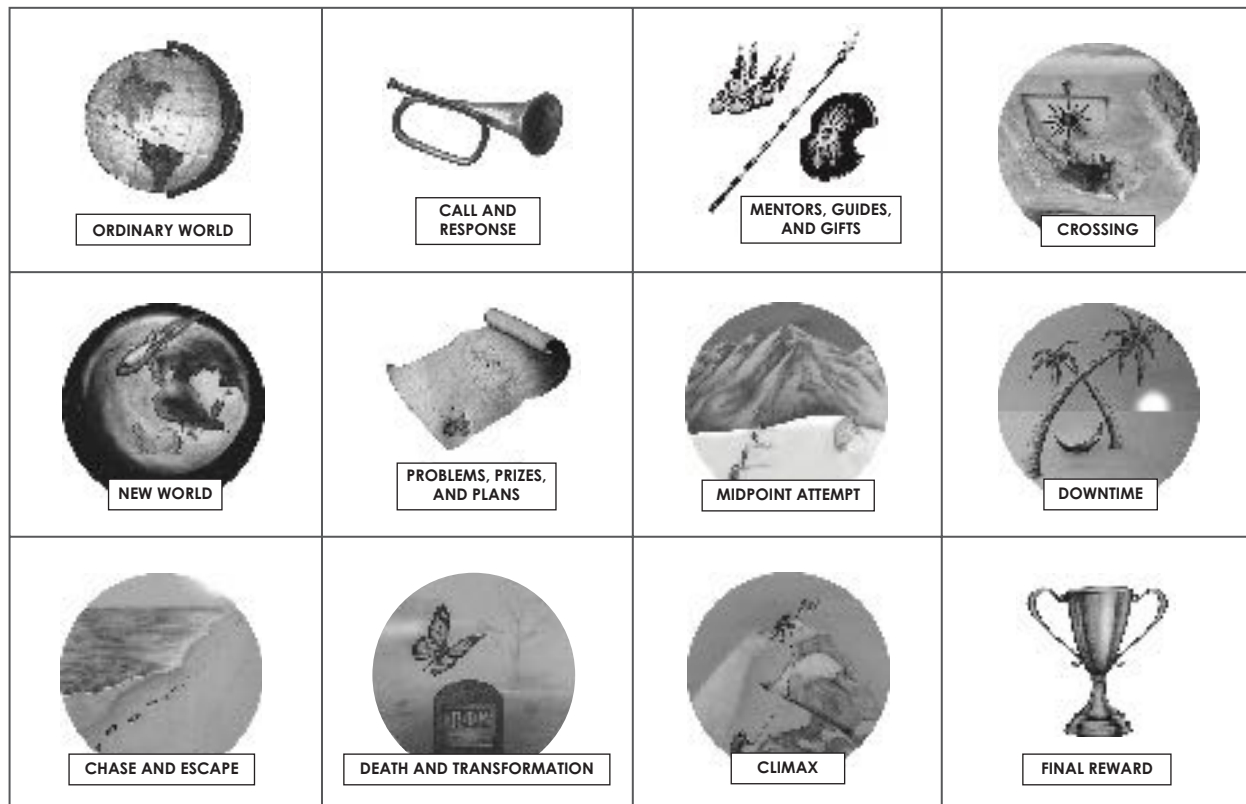 ORDINARY WORLD
CALL AND
RESPONSE
MENTORS, GUIDES,
AND GIFTS
CROSSING
NEW WORLD
PROBLEMS, PRIZES,
AND PLANS
MIDPOINT ATTEMPT
DOWNTIME
CHASE AND ESCAPE
DEATH AND TRANSFORMATION
CLIMAX
FINAL REWARD